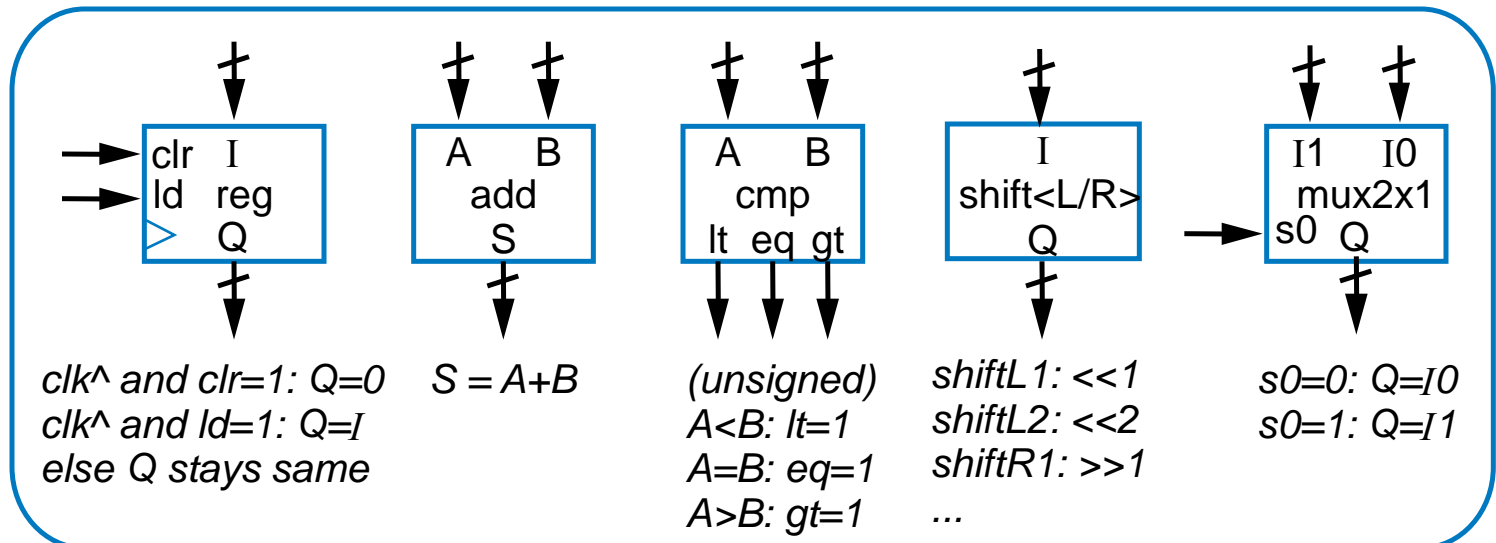 clr I
ld reg
Q
A B
add
S
A B
cmp
lt eq gt
I
shift<L/R>
Q
I1 I0
mux2x1
s0 Q
clk^ and clr=1: Q=0
clk^ and ld=1: Q=I
else Q stays same
S = A+B
(unsigned)
A<B: lt=1
A=B: eq=1
A>B: gt=1
shiftL1: <<1
shiftL2: <<2
shiftR1: >>1
...
s0=0: Q=I0
s0=1: Q=I1